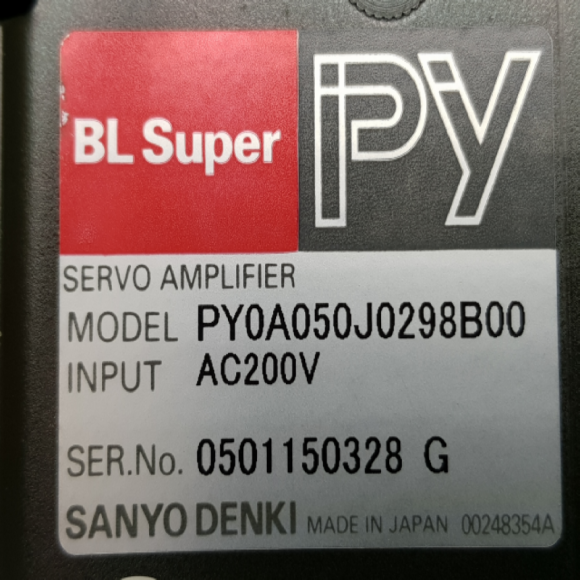 BL Super PY
SERVO AMPLIFIER
MODEL PY0A050J0298B00
INPUT AC200V
SER.No. 0501150328 G
SANYO DENKI MADE IN JAPAN 00248354A